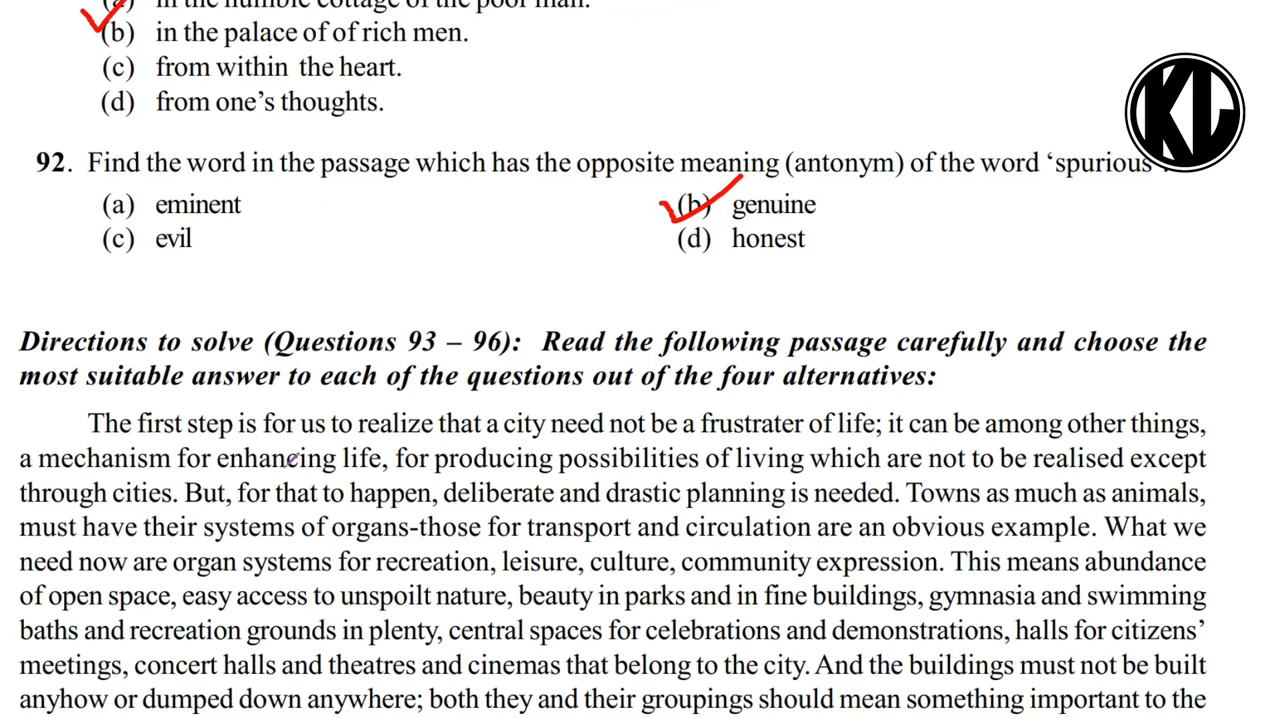 (a) in the humble cottage of the poor man.
(b) in the palace of of rich men.
(c) from within the heart.
(d) from one's thoughts.
KL
92. Find the word in the passage which has the opposite meaning (antonym) of the word 'spurious'.
(a) eminent (b) genuine
(c) evil (d) honest
Directions to solve (Questions 93 – 96): Read the following passage carefully and choose the
most suitable answer to each of the questions out of the four alternatives:
The first step is for us to realize that a city need not be a frustrater of life; it can be among other things,
a mechanism for enhancing life, for producing possibilities of living which are not to be realised except
through cities. But, for that to happen, deliberate and drastic planning is needed. Towns as much as animals,
must have their systems of organs-those for transport and circulation are an obvious example. What we
need now are organ systems for recreation, leisure, culture, community expression. This means abundance
of open space, easy access to unspoilt nature, beauty in parks and in fine buildings, gymnasia and swimming
baths and recreation grounds in plenty, central spaces for celebrations and demonstrations, halls for citizens'
meetings, concert halls and theatres and cinemas that belong to the city. And the buildings must not be built
anyhow or dumped down anywhere; both they and their groupings should mean something important to the